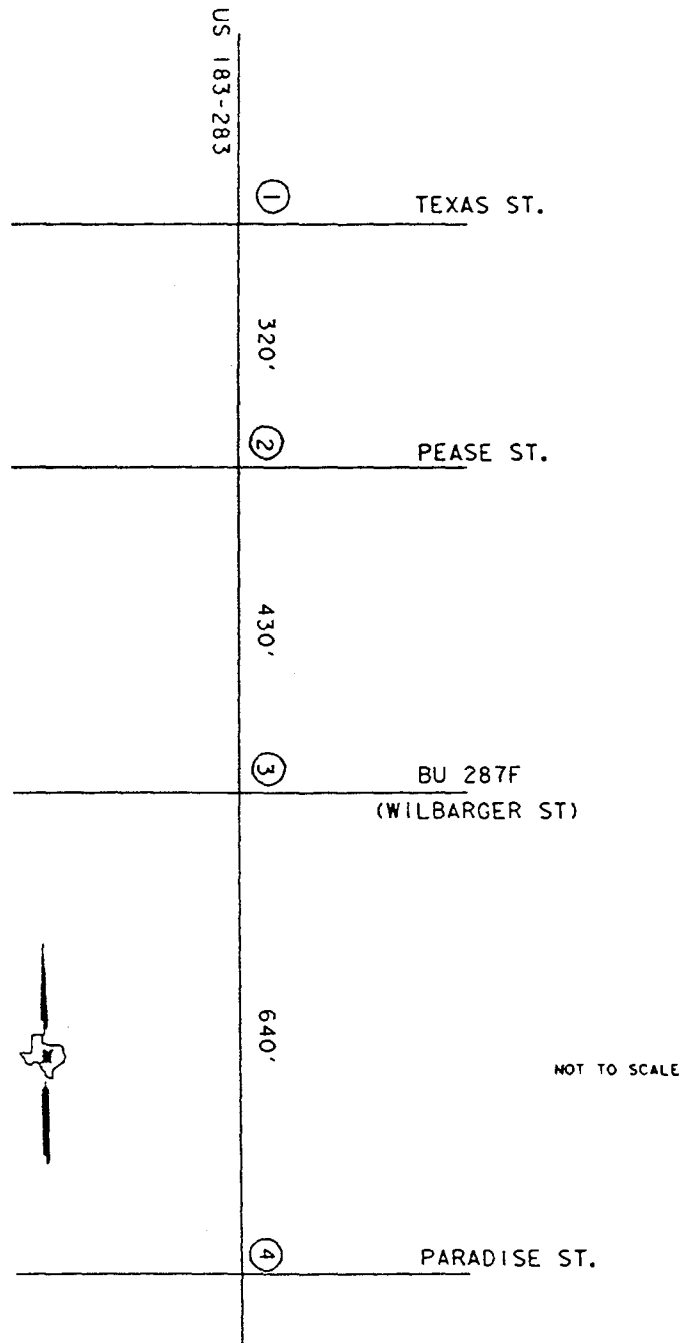 US 183-283
1
TEXAS ST.
320'
2
PEASE ST.
430'
3
BU 287F
(WILBARGER ST)
640'
NOT TO SCALE
4
PARADISE ST.